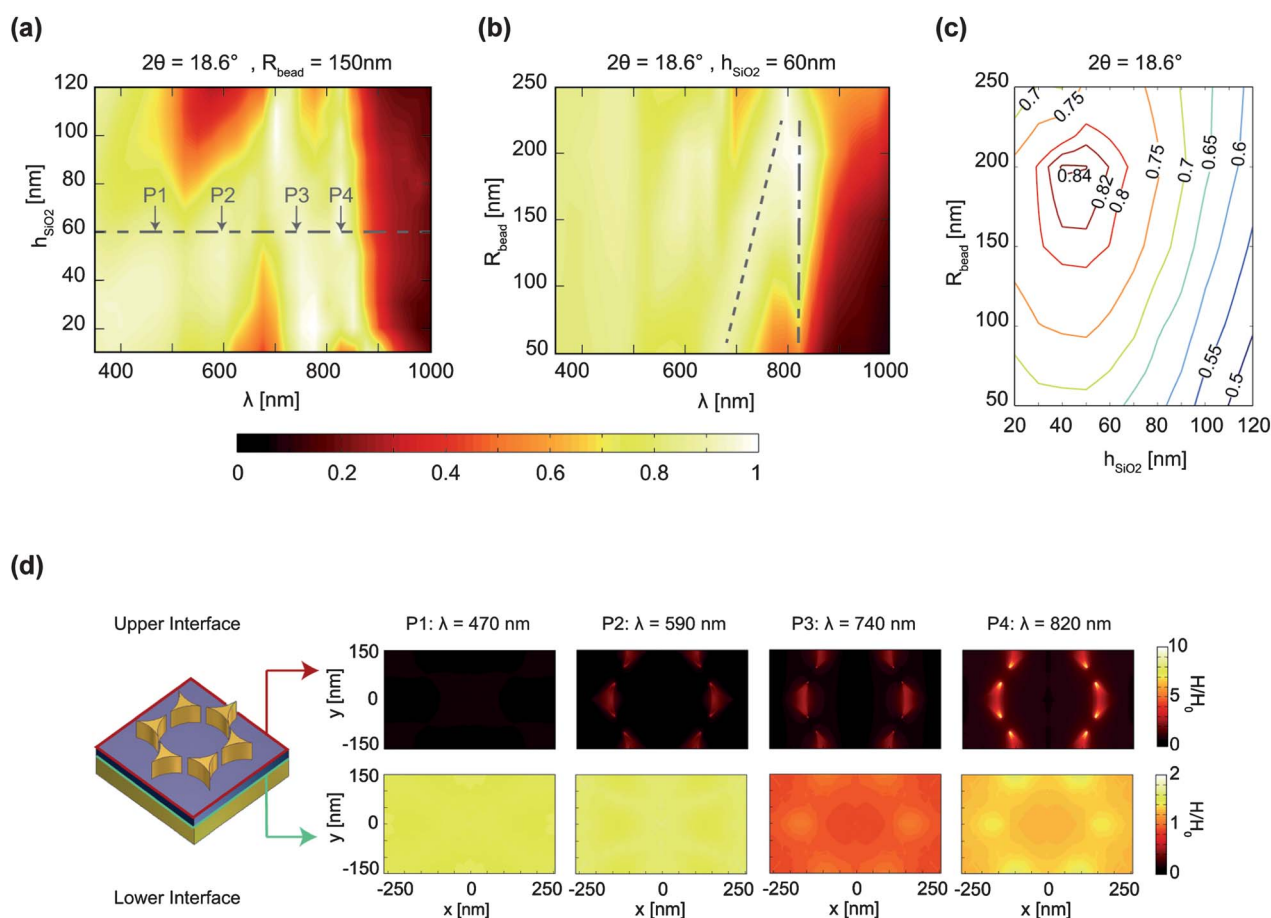 (a)
2θ = 18.6° , R_bead = 150nm
120
100
80
60
40
20
h_SiO2 [nm]
P1
P2
P3
P4
400
600
800
1000
λ [nm]
(b)
2θ = 18.6° , h_SiO2 = 60nm
250
200
150
100
50
R_bead [nm]
400
600
800
1000
λ [nm]
0
0.2
0.4
0.6
0.8
1
(c)
2θ = 18.6°
250
200
150
100
50
R_bead [nm]
0.7
0.75
0.84
0.82
0.8
0.75
0.7
0.65
0.6
0.55
0.5
20
40
60
80
100
120
h_SiO2 [nm]
(d)
Upper Interface
Lower Interface
P1: λ = 470 nm
P2: λ = 590 nm
P3: λ = 740 nm
P4: λ = 820 nm
150
0
-150
y [nm]
10
5
0
H/H₀
150
0
-150
y [nm]
2
1
0
H/H₀
-250
0
250
x [nm]
-250
0
250
x [nm]
-250
0
250
x [nm]
-250
0
250
x [nm]